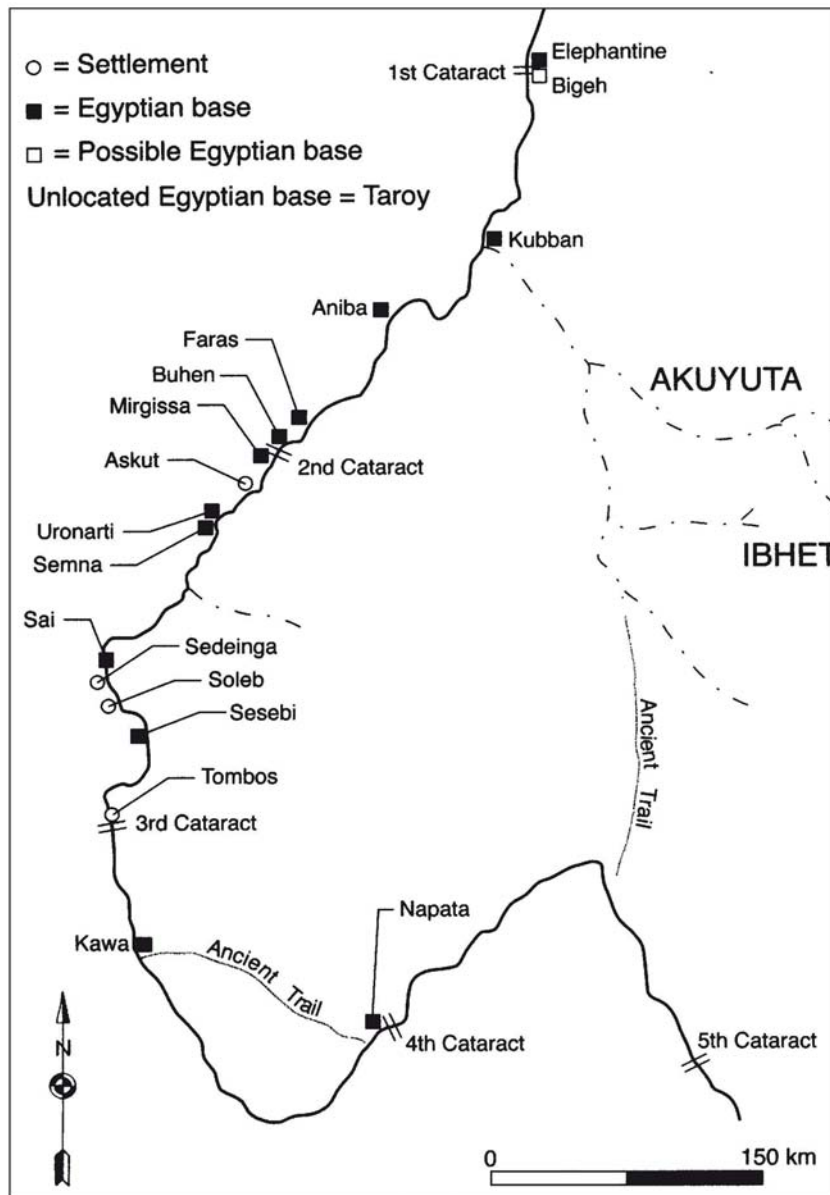 = Settlement
= Egyptian base
= Possible Egyptian base
Unlocated Egyptian base = Taroy
Elephantine
1st Cataract
Bigeh
Kubban
Aniba
Faras
Buhen
Mirgissa
AKUYUTA
2nd Cataract
Askut
Uronarti
Semna
IBHET
Sai
Sedeinga
Soleb
Sesebi
Ancient Trail
Tombos
3rd Cataract
Napata
Kawa
Ancient Trail
N
4th Cataract
5th Cataract
0 150 km